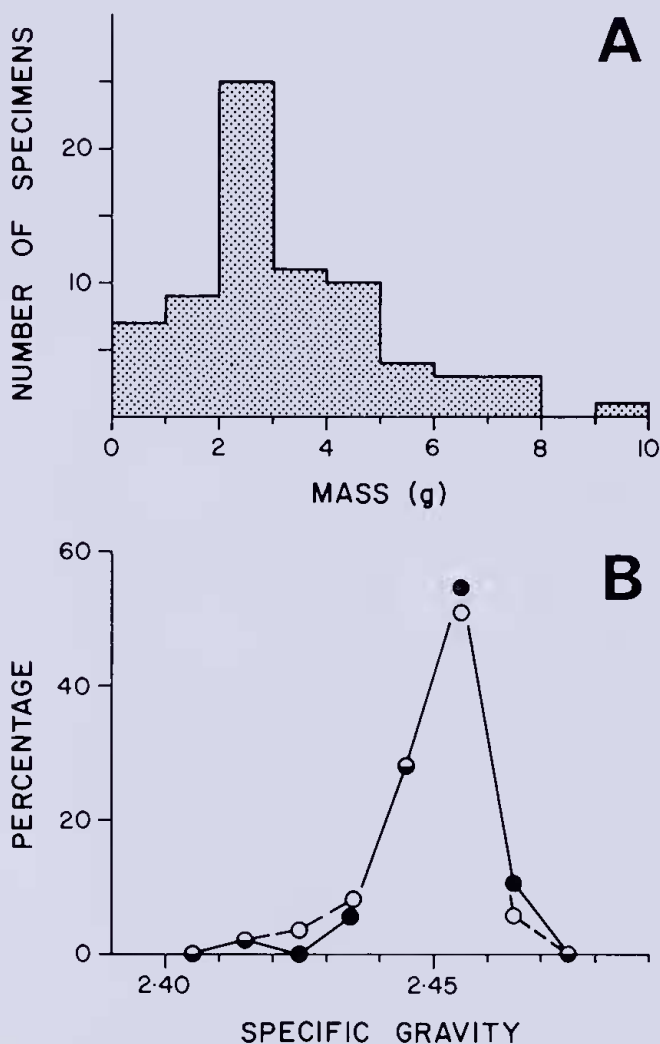 A
NUMBER OF SPECIMENS
20
10
0 2 4 6 8 10
MASS (g)
B
PERCENTAGE
60
40
20
0
2·40 2·45
SPECIFIC GRAVITY